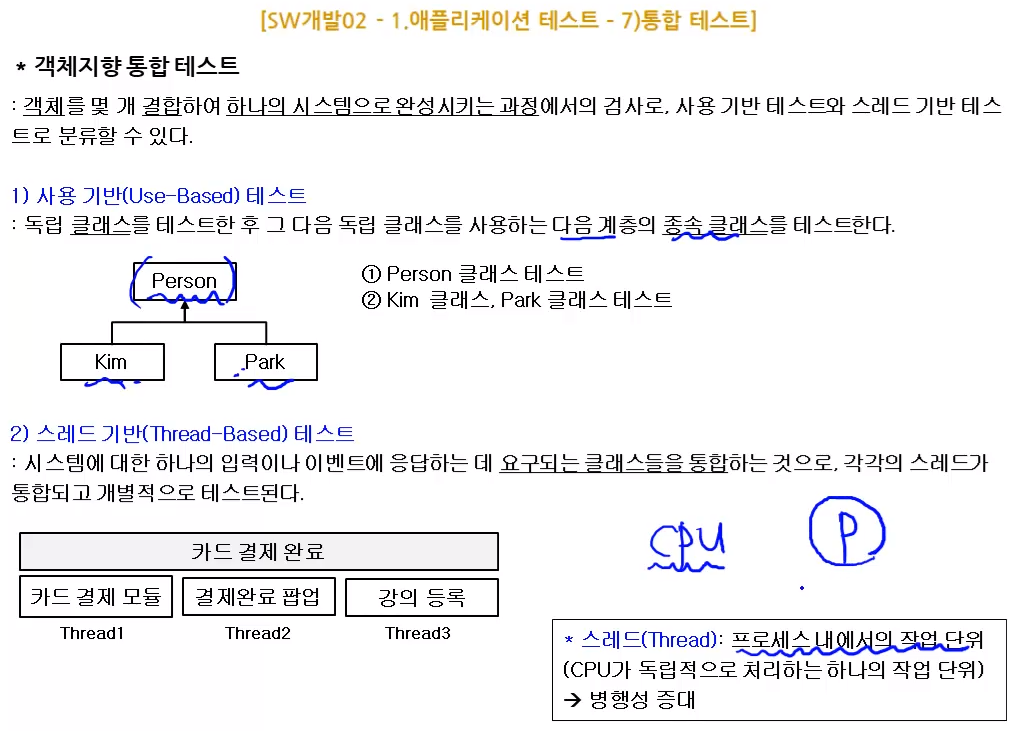 [SW개발02 - 1.애플리케이션 테스트 - 7)통합 테스트]
* 객체지향 통합 테스트
: 객체를 몇 개 결합하여 하나의 시스템으로 완성시키는 과정에서의 검사로, 사용 기반 테스트와 스레드 기반 테스
트로 분류할 수 있다.
1) 사용 기반(Use-Based) 테스트
: 독립 클래스를 테스트한 후 그 다음 독립 클래스를 사용하는 다음 계층의 종속 클래스를 테스트한다.
Person
① Person 클래스 테스트
② Kim 클래스, Park 클래스 테스트
Kim
Park
2) 스레드 기반(Thread-Based) 테스트
: 시스템에 대한 하나의 입력이나 이벤트에 응답하는 데 요구되는 클래스들을 통합하는 것으로, 각각의 스레드가
통합되고 개별적으로 테스트된다.
CPU
P
카드 결제 완료
카드 결제 모듈
결제완료 팝업
강의 등록
Thread1
Thread2
Thread3
* 스레드(Thread): 프로세스 내에서의 작업 단위
(CPU가 독립적으로 처리하는 하나의 작업 단위)
→ 병행성 증대